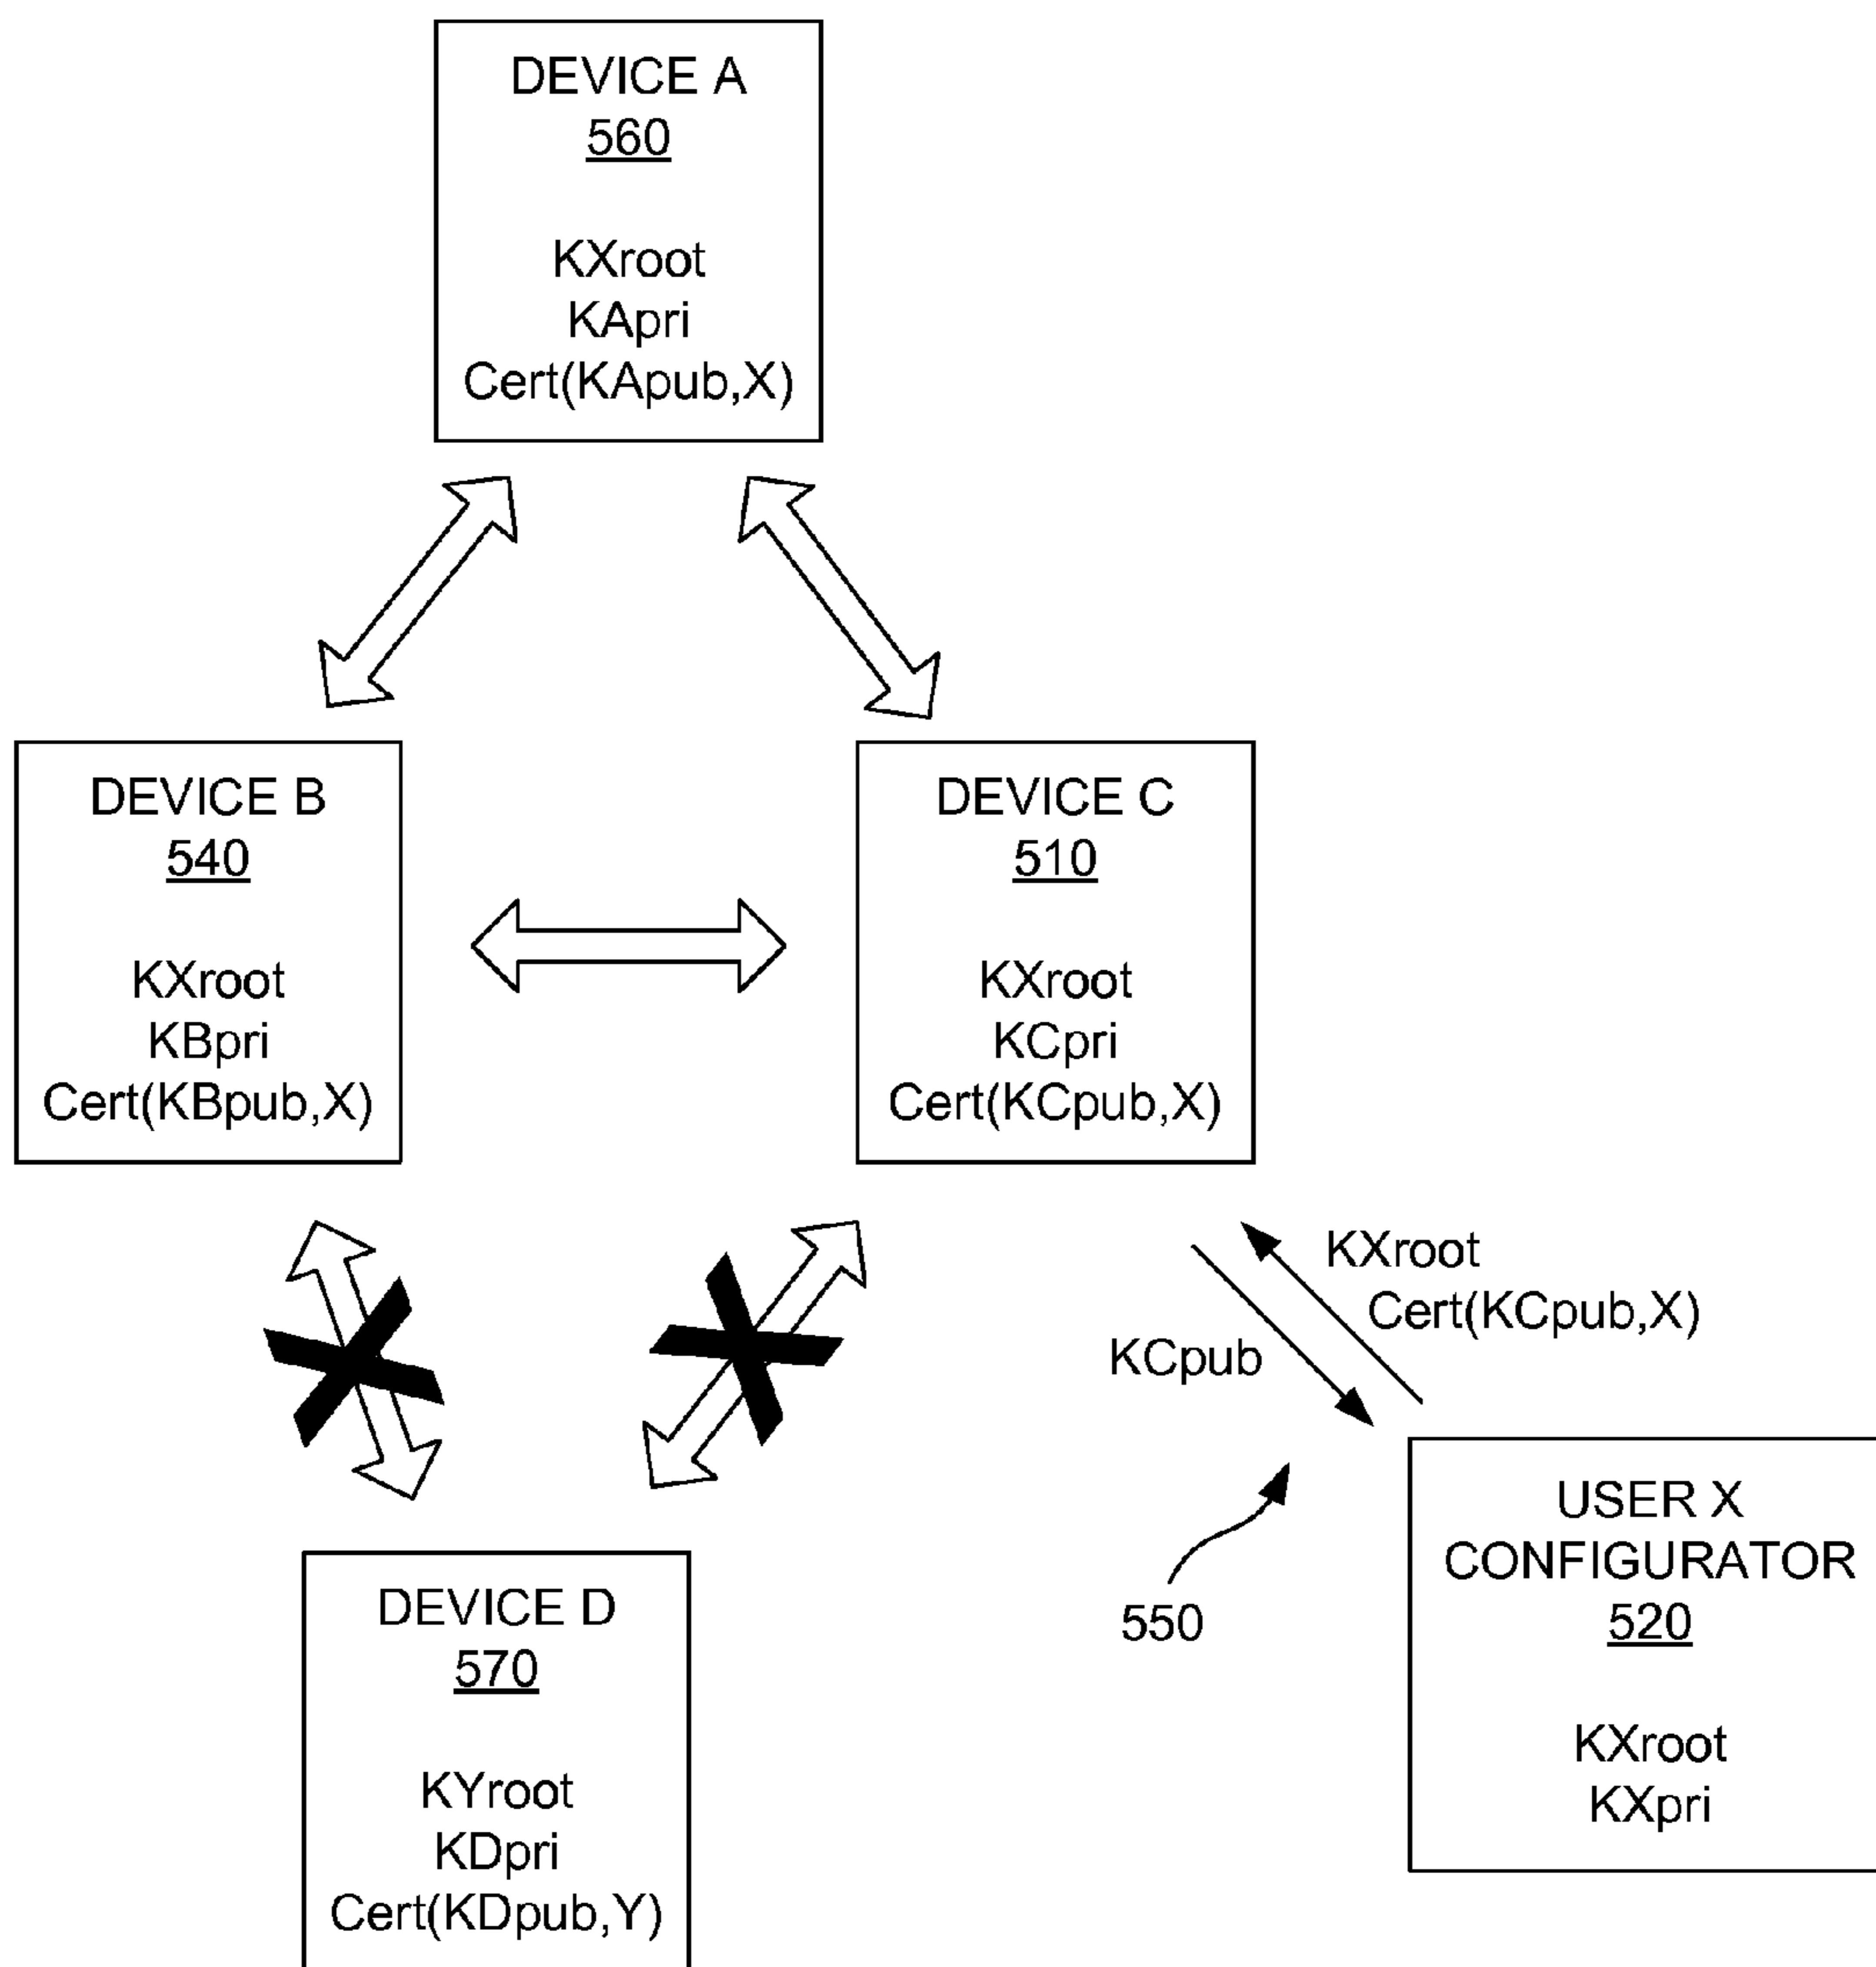 DEVICE A
560
KXroot
KApri
Cert(KApub,X)
DEVICE B
540
KXroot
KBpri
Cert(KBpub,X)
DEVICE C
510
KXroot
KCpri
Cert(KCpub,X)
KXroot
Cert(KCpub,X)
KCpub
550
DEVICE D
570
KYroot
KDpri
Cert(KDpub,Y)
USER X
CONFIGURATOR
520
KXroot
KXpri